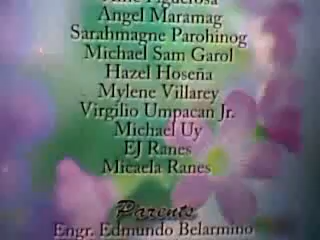 Angel Maramag
Sarahmagne Parohinog
Michael Sam Garol
Hazel Hoseña
Mylene Villarey
Virgilio Umpacan Jr.
Michael Uy
EJ Ranes
Micaela Ranes
Parents
Engr. Edmundo Belarmino